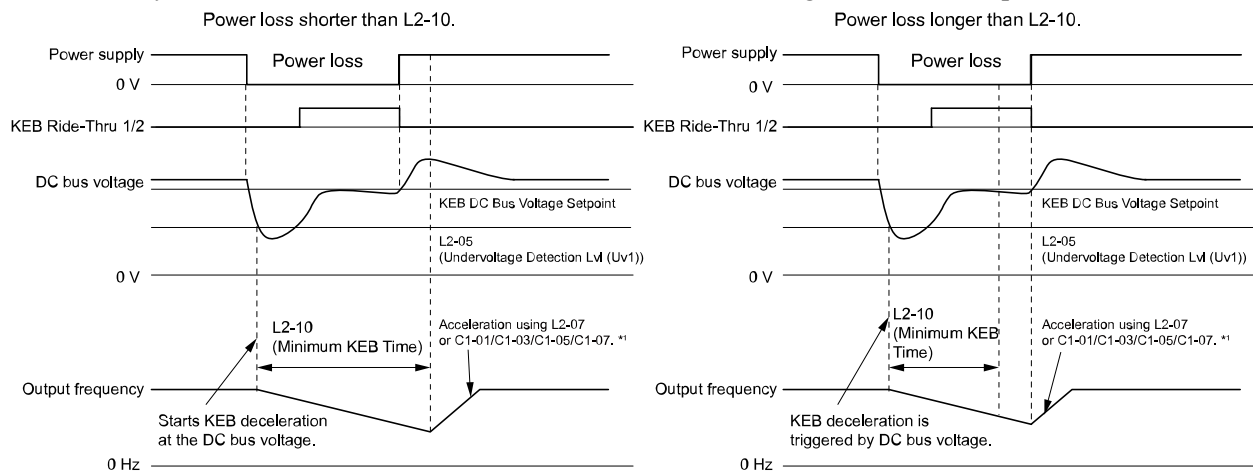 Power loss shorter than L2-10.
Power supply
Power loss
0 V
KEB Ride-Thru 1/2
DC bus voltage
KEB DC Bus Voltage Setpoint
L2-05
(Undervoltage Detection Lvl (Uv1))
0 V
L2-10
(Minimum KEB Time)
Acceleration using L2-07
or C1-01/C1-03/C1-05/C1-07. *1
Output frequency
Starts KEB deceleration
at the DC bus voltage.
0 Hz
Power loss longer than L2-10.
Power supply
Power loss
0 V
KEB Ride-Thru 1/2
DC bus voltage
KEB DC Bus Voltage Setpoint
L2-05
(Undervoltage Detection Lvl (Uv1))
0 V
L2-10
(Minimum KEB
Time)
Acceleration using L2-07
or C1-01/C1-03/C1-05/C1-07. *1
Output frequency
KEB deceleration is
triggered by DC bus voltage.
0 Hz